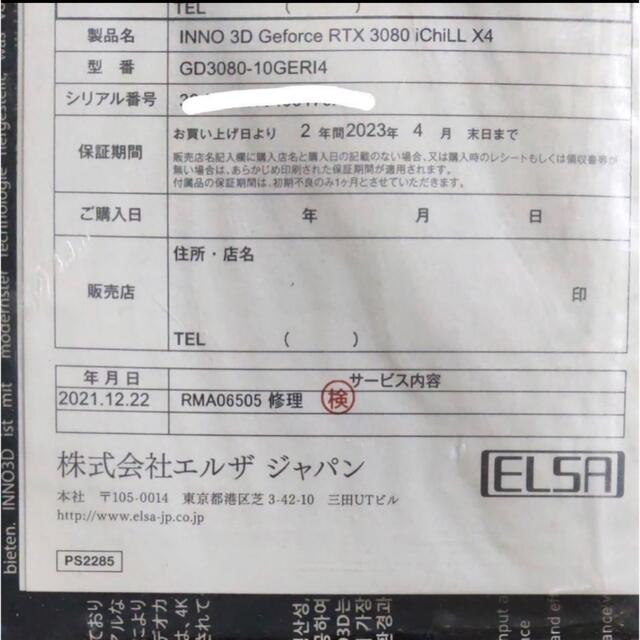 TEL ( )
製品名 INNO 3D Geforce RTX 3080 iChiLL X4
型 番 GD3080-10GERI4
シリアル番号
保証期間 お買い上げ日より 2 年間 2023年 4 月 末日まで
販売店名記入欄に購入店名と購入日の記載のない場合、又は購入時のレシートもしくは領収書等が
無い場合は、あらかじめ印刷された保証期間が適用されます。
付属品の保証期間は、初期不良のみ1ヶ月とさせていただきます。
ご購入日 年 月 日
販売店 住所・店名
印
TEL ( )
年月日 サービス内容
2021.12.22 RMA06505 修理 検
株式会社エルザ ジャパン
ELSA
本社 〒105-0014 東京都港区芝 3-42-10 三田UTビル
http://www.elsa-jp.co.jp
PS2285
bieten. INNO3D ist mit modernster Technologie hergestellt, was